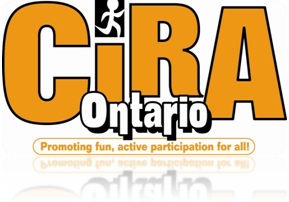 CiRA
Ontario
Promoting fun, active participation for all!